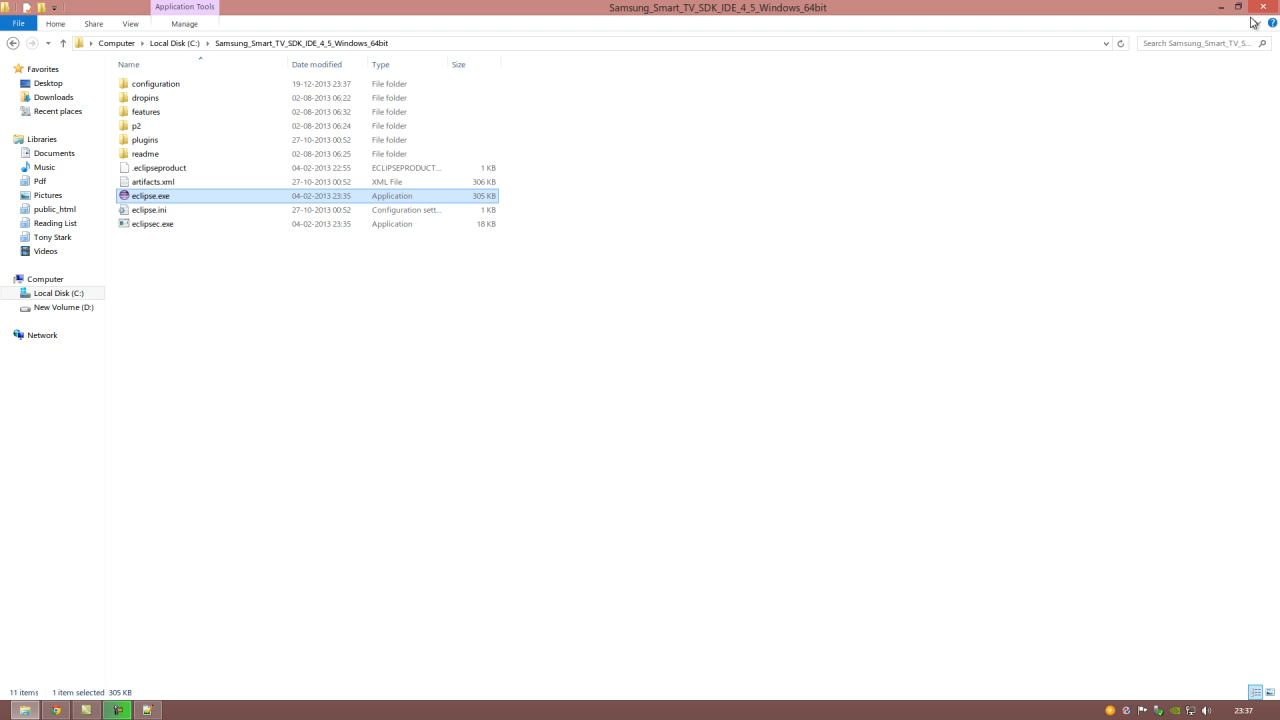 Application Tools
Samsung_Smart_TV_SDK_IDE_4_5_Windows_64bit
File Home Share View Manage
Computer Local Disk (C:) Samsung_Smart_TV_SDK_IDE_4_5_Windows_64bit Search Samsung_Smart_TV_S...
Name Date modified Type Size
Favorites
Desktop
Downloads
Recent places
Libraries
Documents
Music
Pdf
Pictures
public_html
Reading List
Tony Stark
Videos
Computer
Local Disk (C:)
New Volume (D:)
Network
configuration 19-12-2013 23:37 File folder
dropins 02-08-2013 06:22 File folder
features 02-08-2013 06:32 File folder
p2 02-08-2013 06:24 File folder
plugins 27-10-2013 00:52 File folder
readme 02-08-2013 06:25 File folder
.eclipseproduct 04-02-2013 22:55 ECLIPSEPRODUCT... 1 KB
artifacts.xml 27-10-2013 00:52 XML File 306 KB
eclipse.exe 04-02-2013 23:35 Application 305 KB
eclipse.ini 27-10-2013 00:52 Configuration sett... 1 KB
eclipsec.exe 04-02-2013 23:35 Application 18 KB
11 items 1 item selected 305 KB
23:37